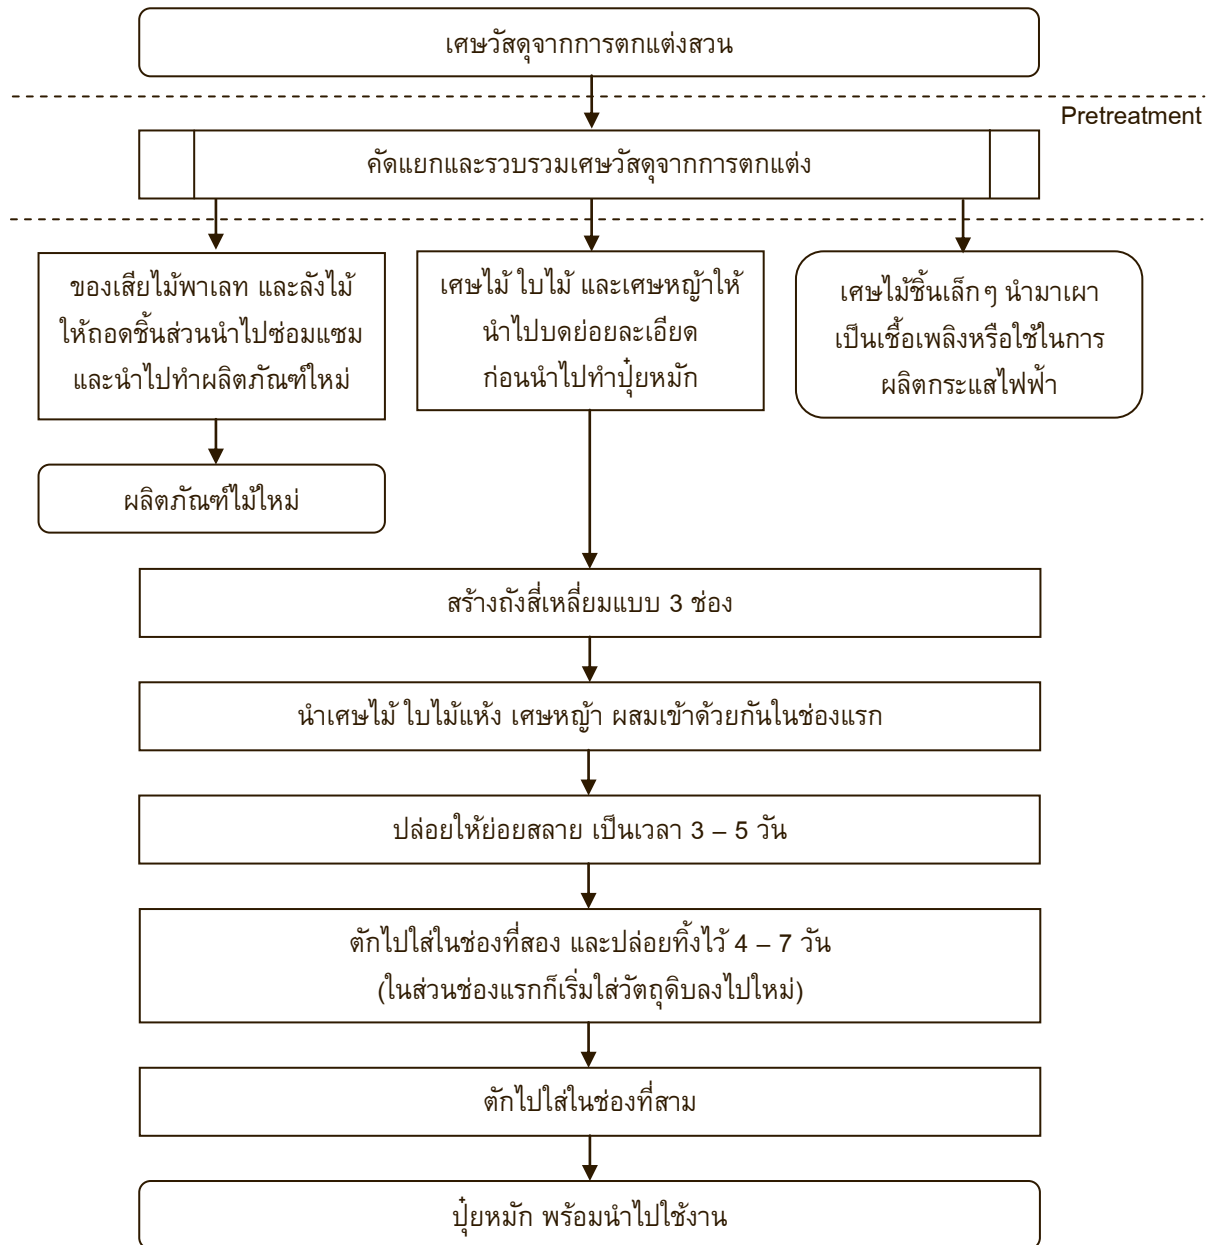 เศษวัสดุจากการตกแต่งสวน
Pretreatment
คัดแยกและรวบรวมเศษวัสดุจากการตกแต่ง
ของเสียไม้พาเลท และลังไม้
ให้ถอดชิ้นส่วนนำไปซ่อมแซม
และนำไปทำผลิตภัณฑ์ใหม่
เศษไม้ ใบไม้ และเศษหญ้าให้
นำไปบดย่อยละเอียด
ก่อนนำไปทำปุ๋ยหมัก
เศษไม้ชิ้นเล็กๆ นำมาเผา
เป็นเชื้อเพลิงหรือใช้ในการ
ผลิตกระแสไฟฟ้า
ผลิตภัณฑ์ไม้ใหม่
สร้างถังสี่เหลี่ยมแบบ 3 ช่อง
นำเศษไม้ ใบไม้แห้ง เศษหญ้า ผสมเข้าด้วยกันในช่องแรก
ปล่อยให้ย่อยสลาย เป็นเวลา 3 – 5 วัน
ตักไปใส่ในช่องที่สอง และปล่อยทิ้งไว้ 4 – 7 วัน
(ในส่วนช่องแรกก็เริ่มใส่วัตถุดิบลงไปใหม่)
ตักไปใส่ในช่องที่สาม
ปุ๋ยหมัก พร้อมนำไปใช้งาน